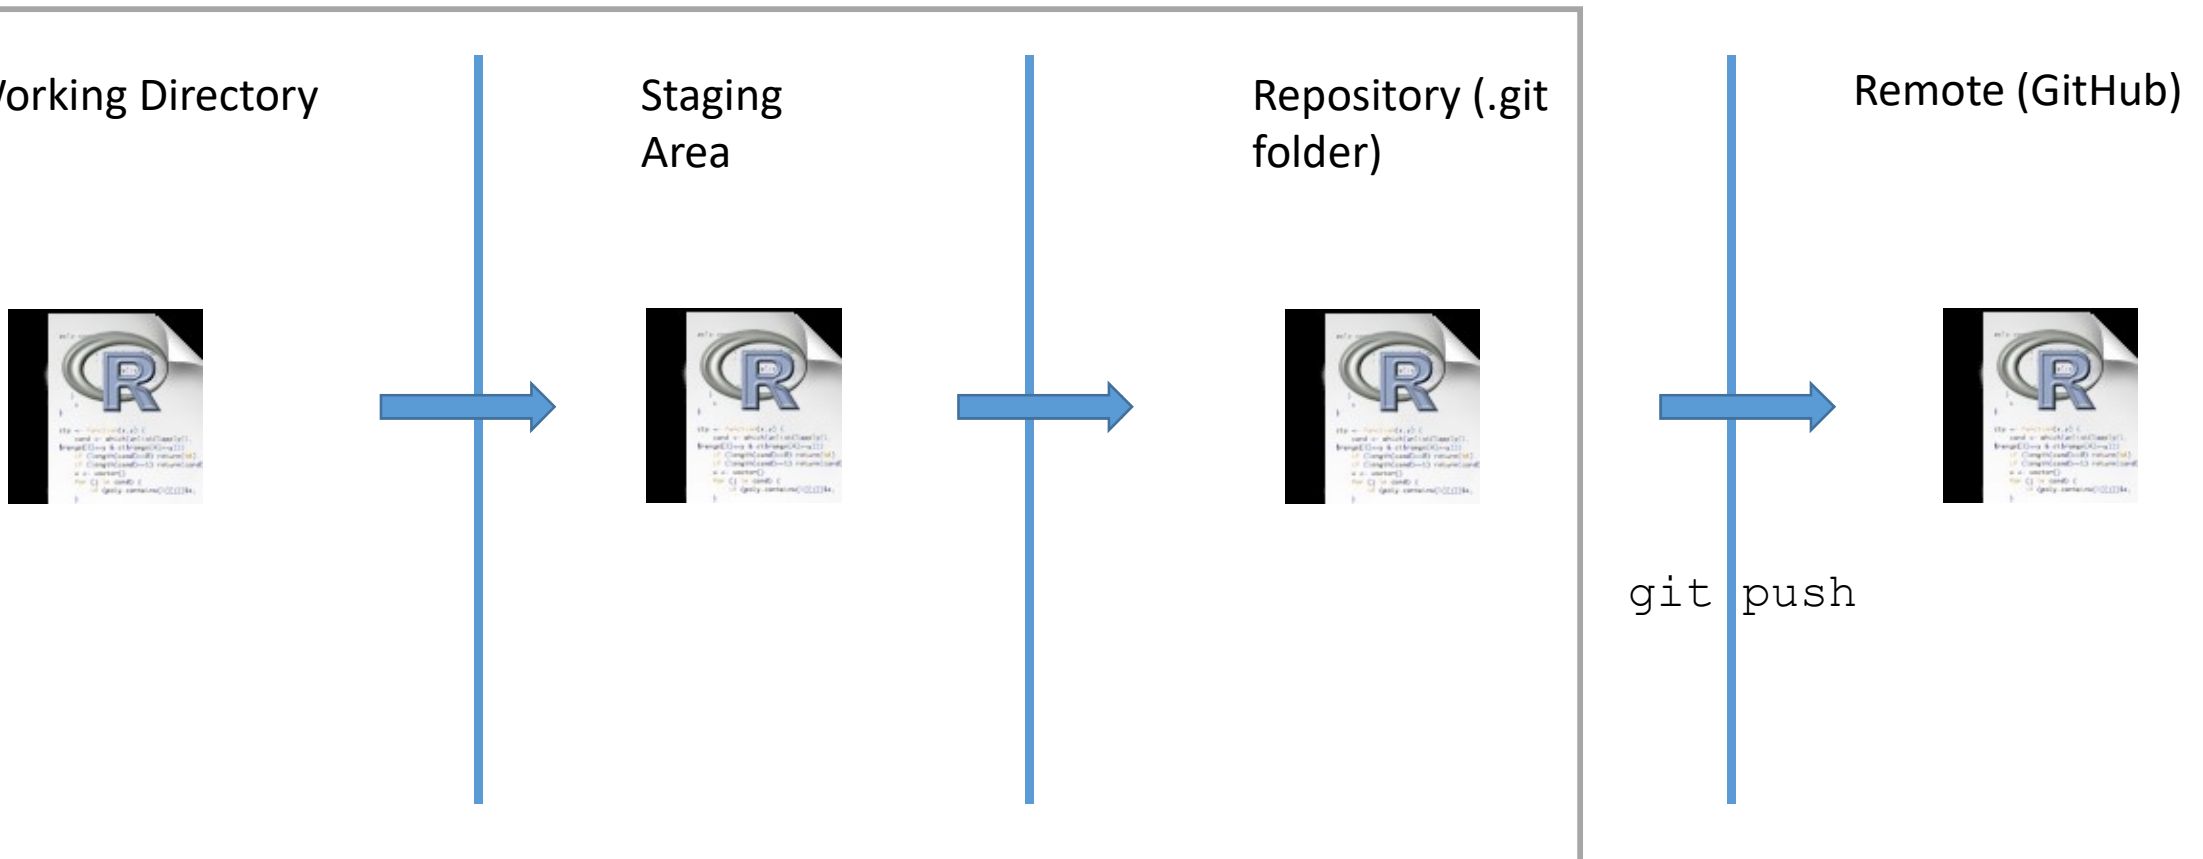 orking Directory
Staging
Area
Repository (.git
folder)
Remote (GitHub)
R
R
R
R
git push